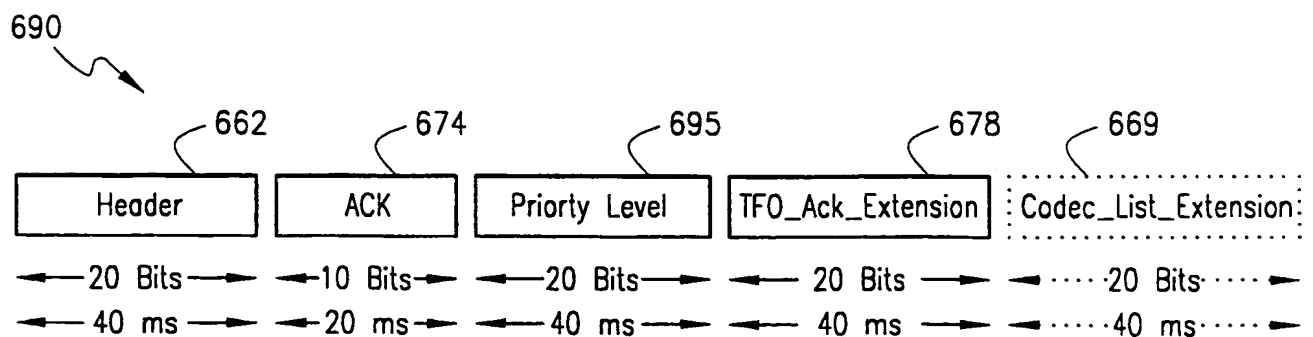 690
662
674
695
678
669
Header
ACK
Priorty Level
TFO_Ack_Extension
Codec_List_Extension
20 Bits
10 Bits
20 Bits
20 Bits
20 Bits
40 ms
20 ms
40 ms
40 ms
40 ms